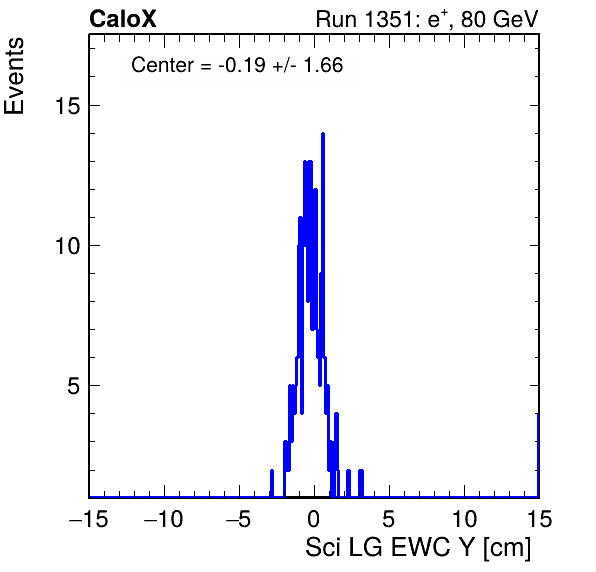 CaloX Run 1351: e⁺, 80 GeV
Center = -0.19 +/- 1.66
Events
15
10
5
−15 −10 −5 0 5 10 15
Sci LG EWC Y [cm]